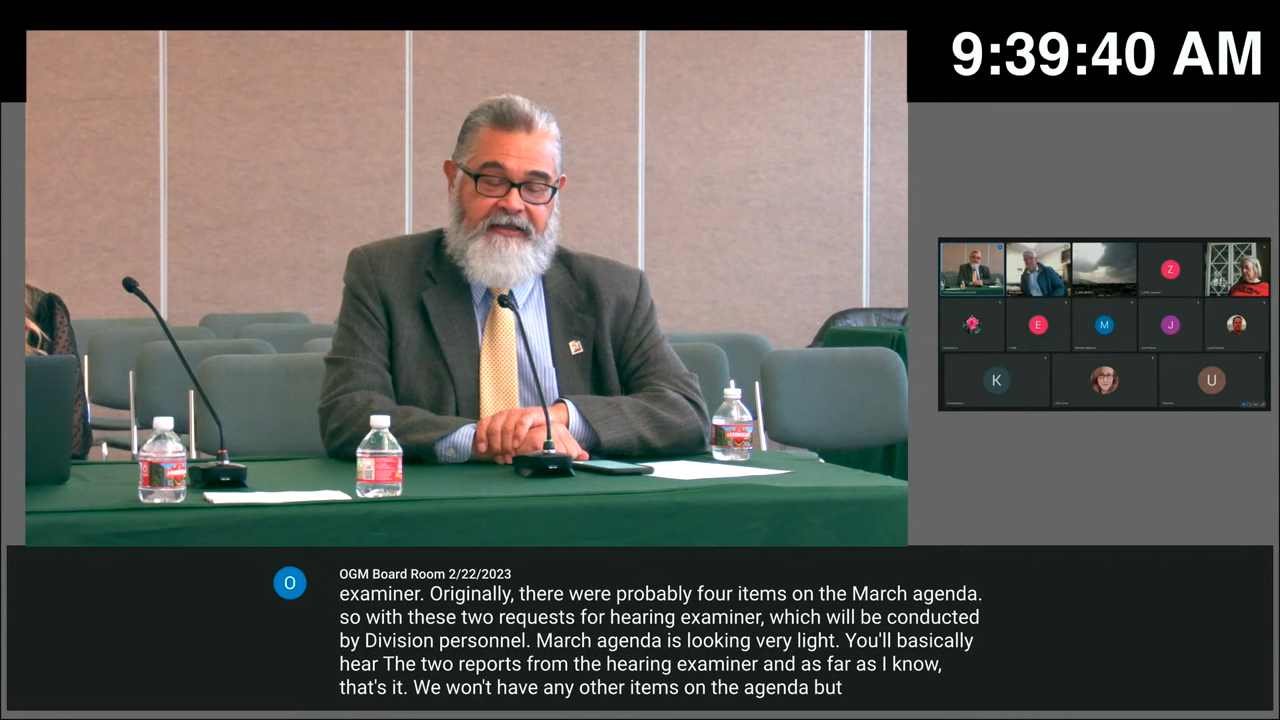 9:39:40 AM
Z
E
M
J
K
U
O
OGM Board Room 2/22/2023
examiner. Originally, there were probably four items on the March agenda.
so with these two requests for hearing examiner, which will be conducted
by Division personnel. March agenda is looking very light. You'll basically
hear The two reports from the hearing examiner and as far as I know,
that's it. We won't have any other items on the agenda but